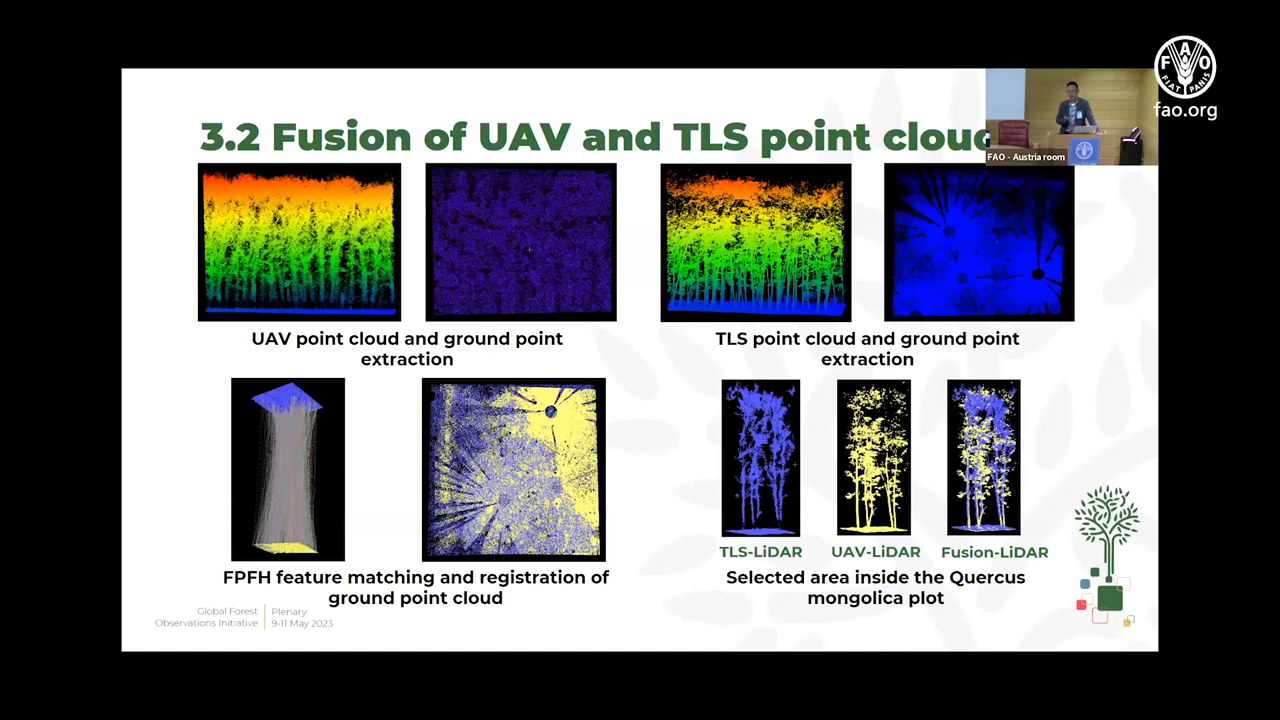 FAO
FIAT PANIS
fao.org
3.2 Fusion of UAV and TLS point cloud
FAO - Austria room
UAV point cloud and ground point
extraction
TLS point cloud and ground point
extraction
TLS-LiDAR
UAV-LiDAR
Fusion-LiDAR
FPFH feature matching and registration of
ground point cloud
Selected area inside the Quercus
mongolica plot
Global Forest
Observations Initiative
Plenary
9-11 May 2023